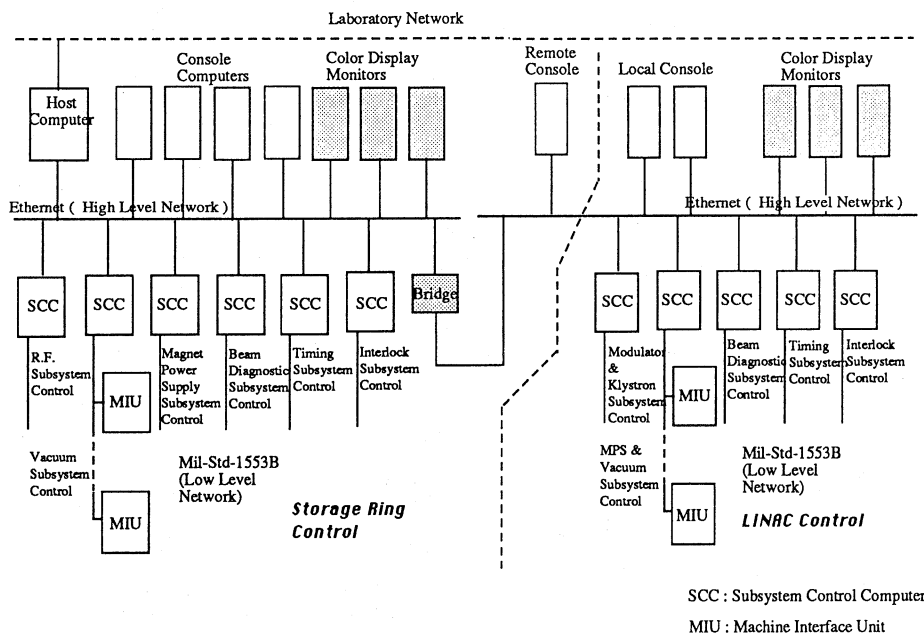 Laboratory Network
Host
Computer
Console
Computers
Color Display
Monitors
Remote
Console
Local Console
Color Display
Monitors
Ethernet ( High Level Network )
Ethernet ( High Level Network )
SCC
SCC
SCC
SCC
SCC
SCC
Bridge
SCC
SCC
SCC
SCC
SCC
R.F.
Subsystem
Control
Magnet
Power
Supply
Subsystem
Control
Beam
Diagnostic
Subsystem
Control
Timing
Subsystem
Control
Interlock
Subsystem
Control
Modulator
&
Klystron
Subsystem
Control
Beam
Diagnostic
Subsystem
Control
Timing
Subsystem
Control
Interlock
Subsystem
Control
MIU
MIU
Vacuum
Subsystem
Control
Mil-Std-1553B
(Low Level
Network)
MPS &
Vacuum
Subsystem
Control
Mil-Std-1553B
(Low Level
Network)
MIU
MIU
Storage Ring
Control
LINAC Control
SCC : Subsystem Control Computer
MIU : Machine Interface Unit